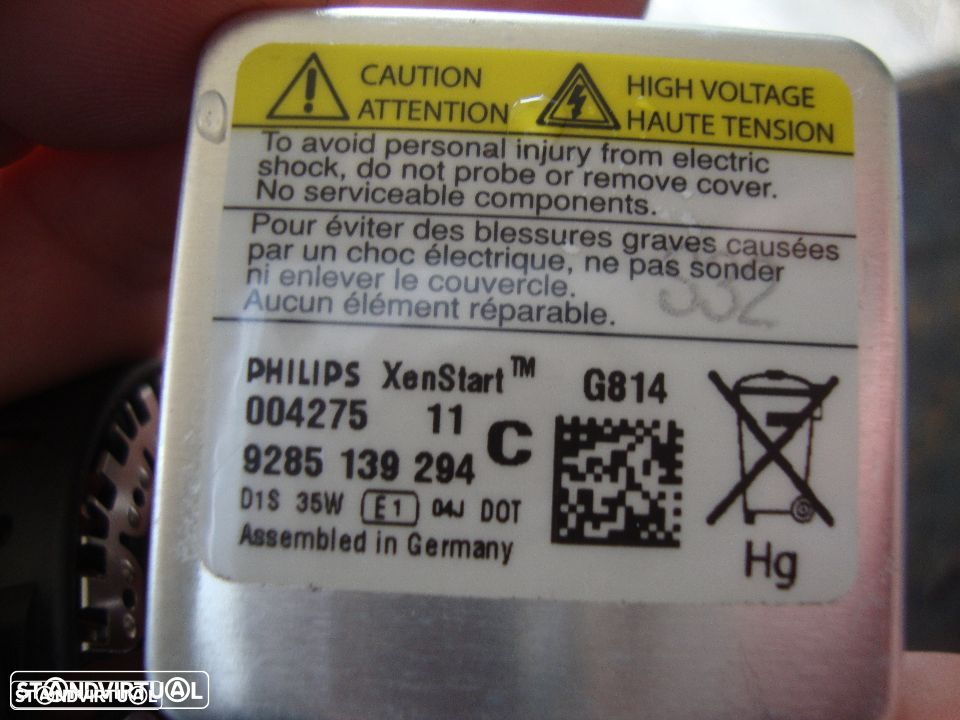 CAUTION
ATTENTION
HIGH VOLTAGE
HAUTE TENSION
To avoid personal injury from electric
shock, do not probe or remove cover.
No serviceable components.
Pour éviter des blessures graves causées
par un choc électrique, ne pas sonder
ni enlever le couvercle.
Aucun élément réparable.
332
PHILIPS XenStart™ G814
004275 11 C
9285 139 294
D1S 35W E1 04J DOT
Assembled in Germany
Hg
STANDVIRTUAL
STANDVIRTUAL